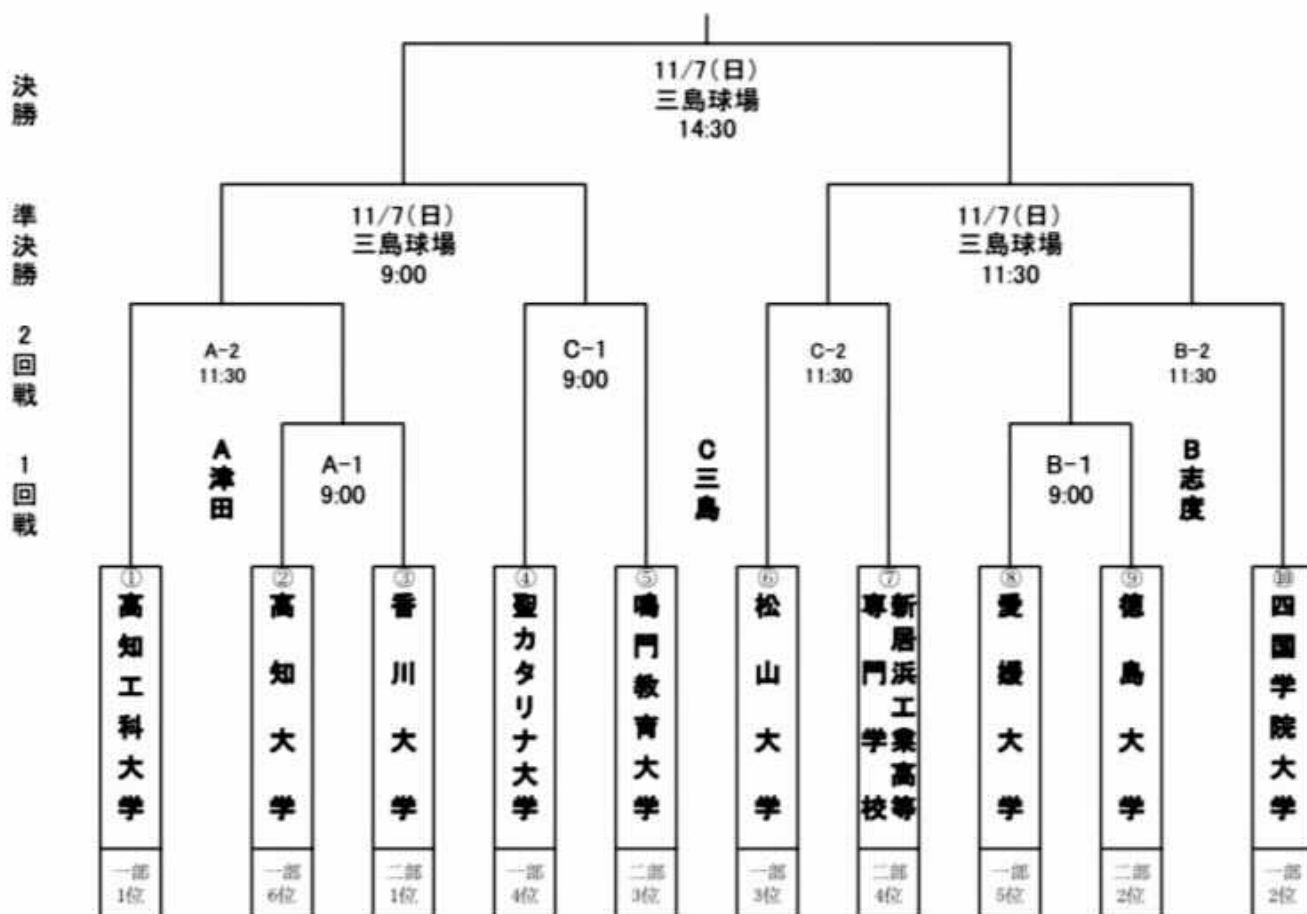 決勝
11/7(日)
三島球場
14:30
準決勝
11/7(日)
三島球場
9:00
11/7(日)
三島球場
11:30
2回戦
A-2
11:30
C-1
9:00
C-2
11:30
B-2
11:30
1回戦
A津田
A-1
9:00
C三島
B-1
9:00
B志度
①
高知工科大学
一部
1位
②
高知大学
一部
6位
③
香川大学
二部
1位
④
聖カタリナ大学
一部
4位
⑤
鳴門教育大学
二部
3位
⑥
松山大学
一部
3位
⑦
新居浜工業高等
専門学校
二部
4位
⑧
愛媛大学
一部
5位
⑨
徳島大学
二部
2位
⑩
四国学院大学
一部
2位